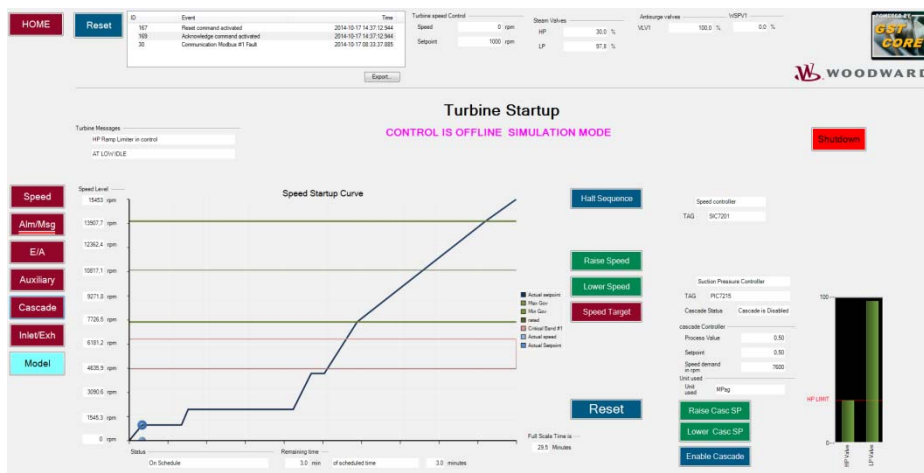 HOME
Reset
ID Event Time
167 Reset command activated 2014-10-17 14:37:12.944
169 Acknowledge command activated 2014-10-17 14:37:12.944
30 Communication Modbus #1 Fault 2014-10-17 08:33:37.885
Export...
Turbine speed Control
Speed 0 rpm
Setpoint 1000 rpm
Steam Valves
HP 30,0 %
LP 97,6 %
Antisurge valves
VLV1 100,0 %
WSPV1
0,0 %
POWERED BY
GST
CORE
WOODWARD
Turbine Startup
CONTROL IS OFFLINE SIMULATION MODE
Turbine Messages
HP Ramp Limiter in control
AT LOW IDLE
Shutdown
Speed
Alm/Msg
E/A
Auxiliary
Cascade
Inlet/Exh
Model
Speed Level
Speed Startup Curve
15453 rpm
13907,7 rpm
12362,4 rpm
10817,1 rpm
9271,8 rpm
7726,5 rpm
6181,2 rpm
4635,9 rpm
3090,6 rpm
1545,3 rpm
0 rpm
Actual setpoint
Max Gov
Min Gov
rated
Critical Band #1
Actual speed
Actual Setpoint
Status
On Schedule
Remaining time
3,0 min of scheduled time 3,0 minutes
Full Scale Time is
29,5 Minutes
Halt Sequence
Raise Speed
Lower Speed
Speed Target
Reset
Speed controller
TAG SIC7201
Suction Pressure Controller
TAG PIC7215
Cascade Status Cascade is Disabled
cascade Controller
Process Value 0,50
Setpoint 0,50
Speed demand in rpm 7600
Unit used
Unit used MPag
Raise Casc SP
Lower Casc SP
Enable Cascade
100
HP LIMIT
0
HP Valve
LP Valve